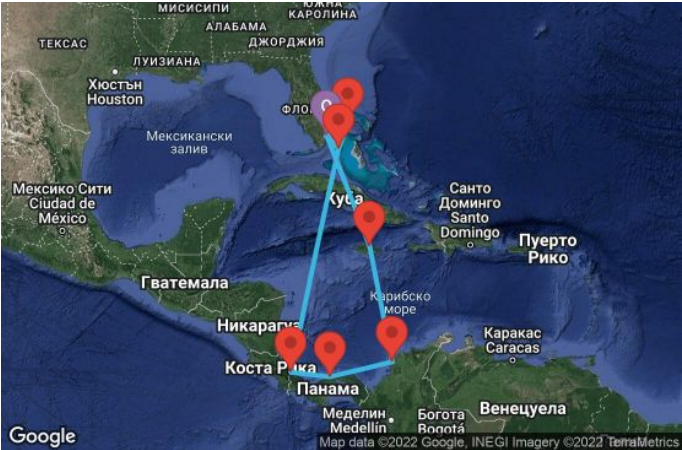 МИСИСИПИ
ЮЖНА
КАРОЛИНА
АЛАБАМА
ТЕКСАС
ДЖОРДЖИЯ
ЛУИЗИАНА
Хюстън
Houston
ФЛО
Мексикански
залив
Мексико Сити
Ciudad de
México
Куба
Санто
Доминго
Santo
Domingo
Пуерто
Рико
Гватемала
Карибско
море
Никарагуа
Каракас
Caracas
Коста Рика
Панама
Меделин
Medellín
Богота
Bogotá
Венецуела
Google
Map data ©2022 Google, INEGI Imagery ©2022 TerraMetrics